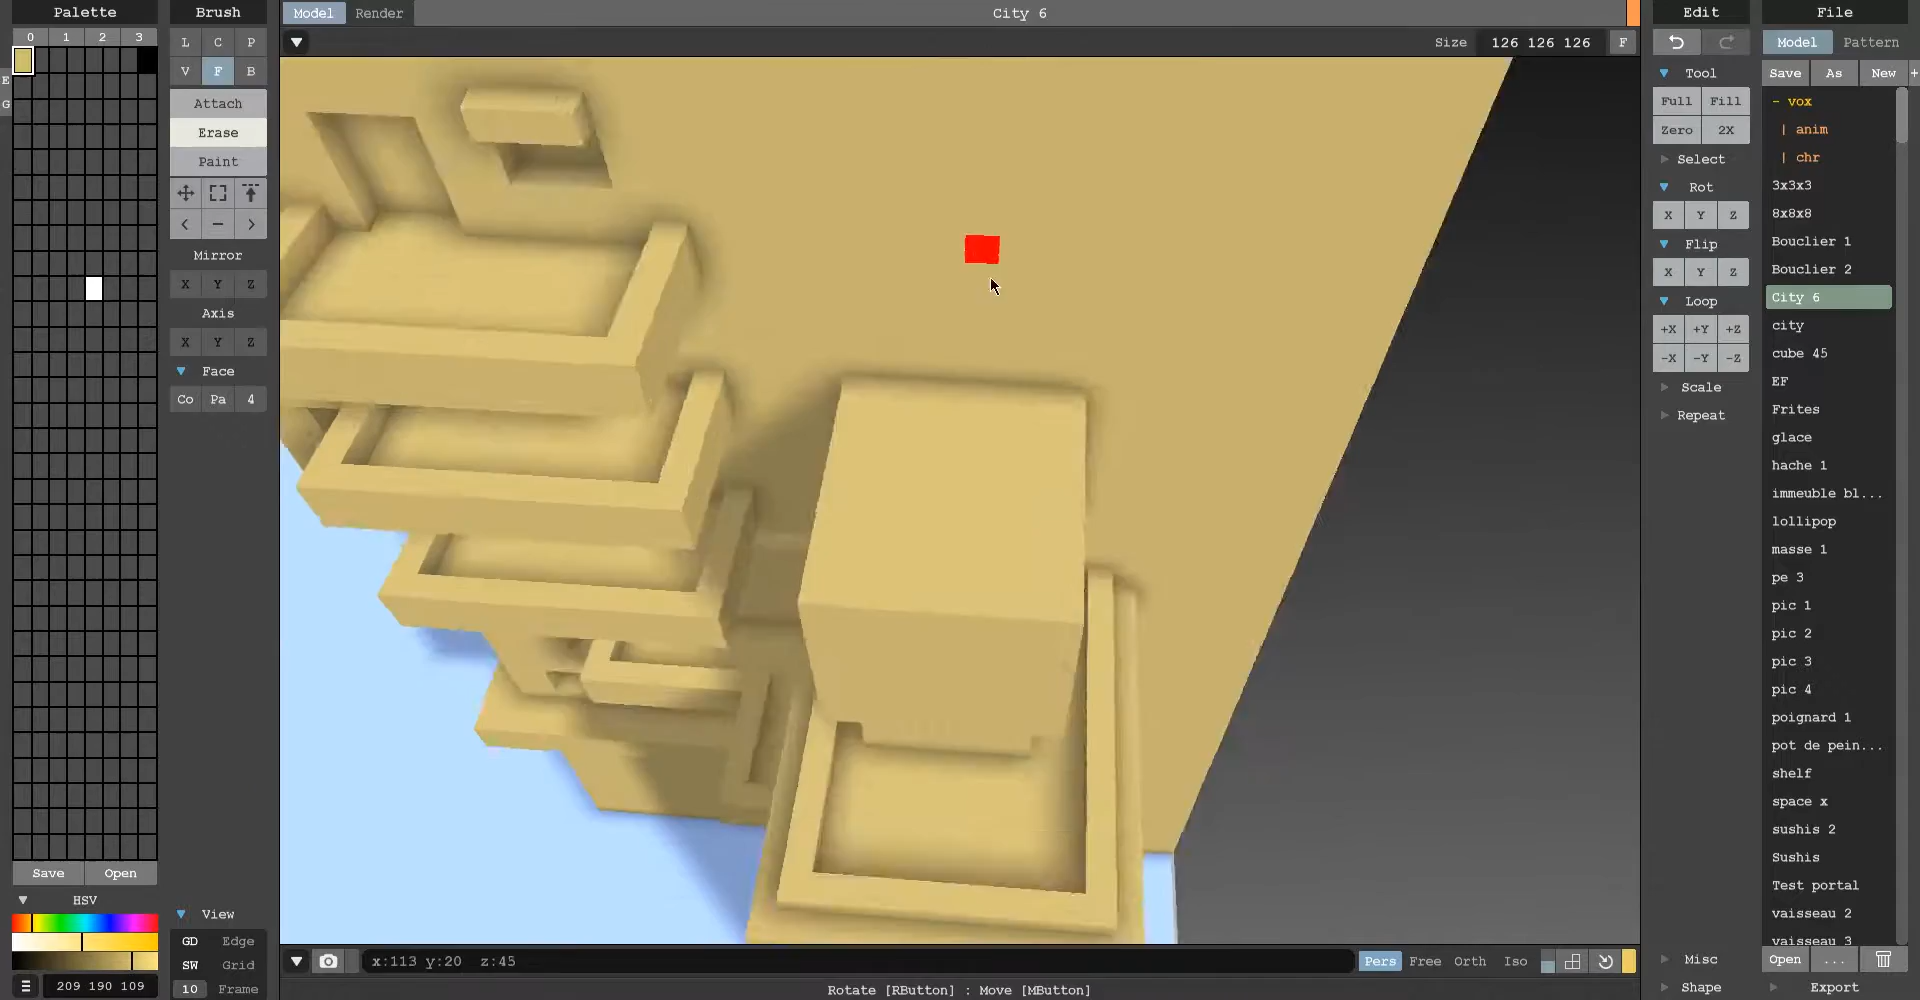 Palette
0 1 2 3
E
G
Save Open
HSV
209 190 109
Brush
L C P
V F B
Attach
Erase
Paint
< − >
Mirror
X Y Z
Axis
X Y Z
Face
Co Pa 4
View
GD Edge
SW Grid
10 Frame
Model Render City 6
Size 126 126 126 F
x:113 y:20 z:45
Pers Free Orth Iso
Rotate [RButton] : Move [MButton]
Edit
Tool
Full Fill
Zero 2X
Select
Rot
X Y Z
Flip
X Y Z
Loop
+X +Y +Z
-X -Y -Z
Scale
Repeat
Misc
Shape
File
Model Pattern
Save As New +
- vox
| anim
| chr
3x3x3
8x8x8
Bouclier 1
Bouclier 2
City 6
city
cube 45
EF
Frites
glace
hache 1
immeuble bl...
lollipop
masse 1
pe 3
pic 1
pic 2
pic 3
pic 4
poignard 1
pot de pein...
shelf
space x
sushis 2
Sushis
Test portal
vaisseau 2
vaisseau 3
Open ...
Export